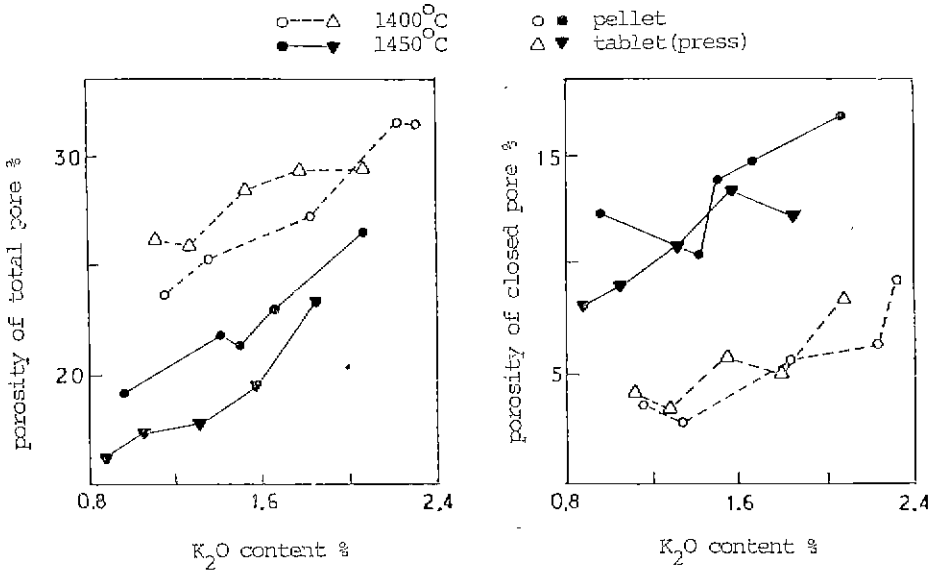 1400°C
1450°C
pellet
tablet(press)
porosity of total pore %
30
20
0.8
1.6
2.4
K₂O content %
porosity of closed pore %
15
5
0.8
1.6
2.4
K₂O content %